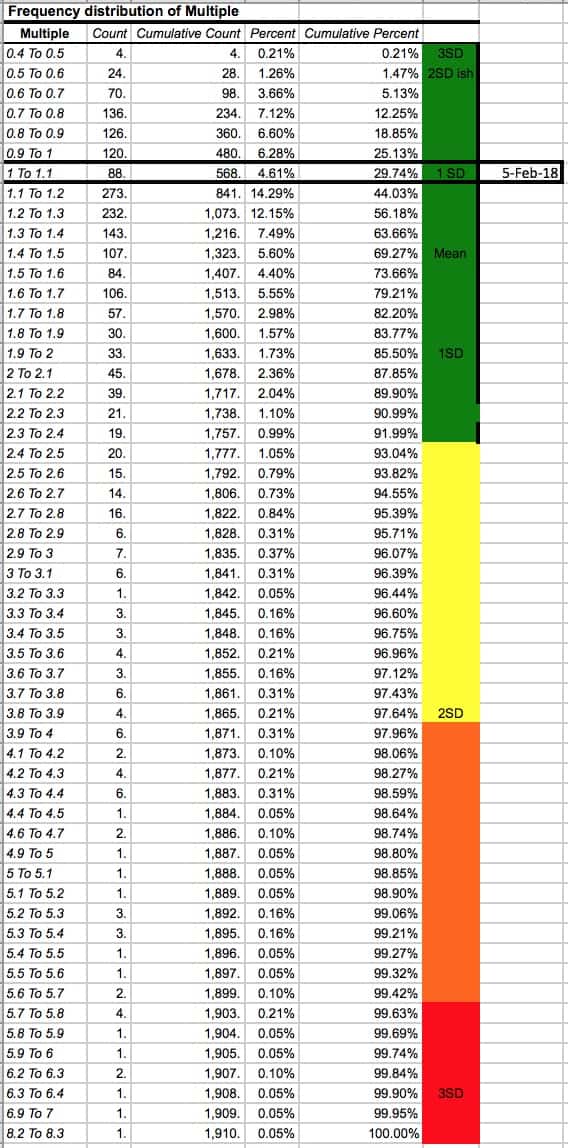 Frequency distribution of Multiple
Multiple Count Cumulative Count Percent Cumulative Percent
0.4 To 0.5 4. 4. 0.21% 0.21% 3SD
0.5 To 0.6 24. 28. 1.26% 1.47% 2SD ish
0.6 To 0.7 70. 98. 3.66% 5.13%
0.7 To 0.8 136. 234. 7.12% 12.25%
0.8 To 0.9 126. 360. 6.60% 18.85%
0.9 To 1 120. 480. 6.28% 25.13%
1 To 1.1 88. 568. 4.61% 29.74% 1 SD 5-Feb-18
1.1 To 1.2 273. 841. 14.29% 44.03%
1.2 To 1.3 232. 1,073. 12.15% 56.18%
1.3 To 1.4 143. 1,216. 7.49% 63.66%
1.4 To 1.5 107. 1,323. 5.60% 69.27% Mean
1.5 To 1.6 84. 1,407. 4.40% 73.66%
1.6 To 1.7 106. 1,513. 5.55% 79.21%
1.7 To 1.8 57. 1,570. 2.98% 82.20%
1.8 To 1.9 30. 1,600. 1.57% 83.77%
1.9 To 2 33. 1,633. 1.73% 85.50% 1SD
2 To 2.1 45. 1,678. 2.36% 87.85%
2.1 To 2.2 39. 1,717. 2.04% 89.90%
2.2 To 2.3 21. 1,738. 1.10% 90.99%
2.3 To 2.4 19. 1,757. 0.99% 91.99%
2.4 To 2.5 20. 1,777. 1.05% 93.04%
2.5 To 2.6 15. 1,792. 0.79% 93.82%
2.6 To 2.7 14. 1,806. 0.73% 94.55%
2.7 To 2.8 16. 1,822. 0.84% 95.39%
2.8 To 2.9 6. 1,828. 0.31% 95.71%
2.9 To 3 7. 1,835. 0.37% 96.07%
3 To 3.1 6. 1,841. 0.31% 96.39%
3.2 To 3.3 1. 1,842. 0.05% 96.44%
3.3 To 3.4 3. 1,845. 0.16% 96.60%
3.4 To 3.5 3. 1,848. 0.16% 96.75%
3.5 To 3.6 4. 1,852. 0.21% 96.96%
3.6 To 3.7 3. 1,855. 0.16% 97.12%
3.7 To 3.8 6. 1,861. 0.31% 97.43%
3.8 To 3.9 4. 1,865. 0.21% 97.64% 2SD
3.9 To 4 6. 1,871. 0.31% 97.96%
4.1 To 4.2 2. 1,873. 0.10% 98.06%
4.2 To 4.3 4. 1,877. 0.21% 98.27%
4.3 To 4.4 6. 1,883. 0.31% 98.59%
4.4 To 4.5 1. 1,884. 0.05% 98.64%
4.6 To 4.7 2. 1,886. 0.10% 98.74%
4.9 To 5 1. 1,887. 0.05% 98.80%
5 To 5.1 1. 1,888. 0.05% 98.85%
5.1 To 5.2 1. 1,889. 0.05% 98.90%
5.2 To 5.3 3. 1,892. 0.16% 99.06%
5.3 To 5.4 3. 1,895. 0.16% 99.21%
5.4 To 5.5 1. 1,896. 0.05% 99.27%
5.5 To 5.6 1. 1,897. 0.05% 99.32%
5.6 To 5.7 2. 1,899. 0.10% 99.42%
5.7 To 5.8 4. 1,903. 0.21% 99.63%
5.8 To 5.9 1. 1,904. 0.05% 99.69%
5.9 To 6 1. 1,905. 0.05% 99.74%
6.2 To 6.3 2. 1,907. 0.10% 99.84%
6.3 To 6.4 1. 1,908. 0.05% 99.90% 3SD
6.9 To 7 1. 1,909. 0.05% 99.95%
8.2 To 8.3 1. 1,910. 0.05% 100.00%